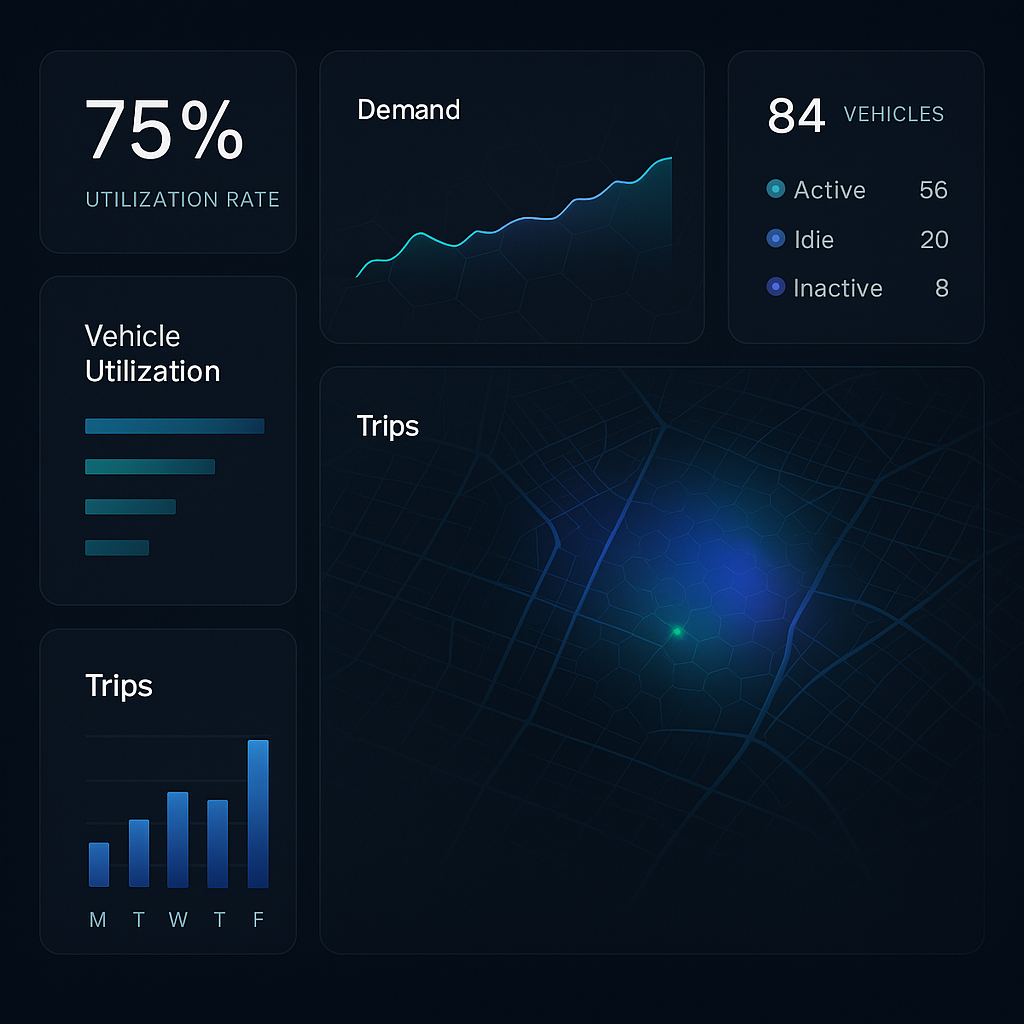 75%
UTILIZATION RATE
Demand
84 VEHICLES
Active 56
Idie 20
Inactive 8
Vehicle
Utilization
Trips
Trips
M T W T F